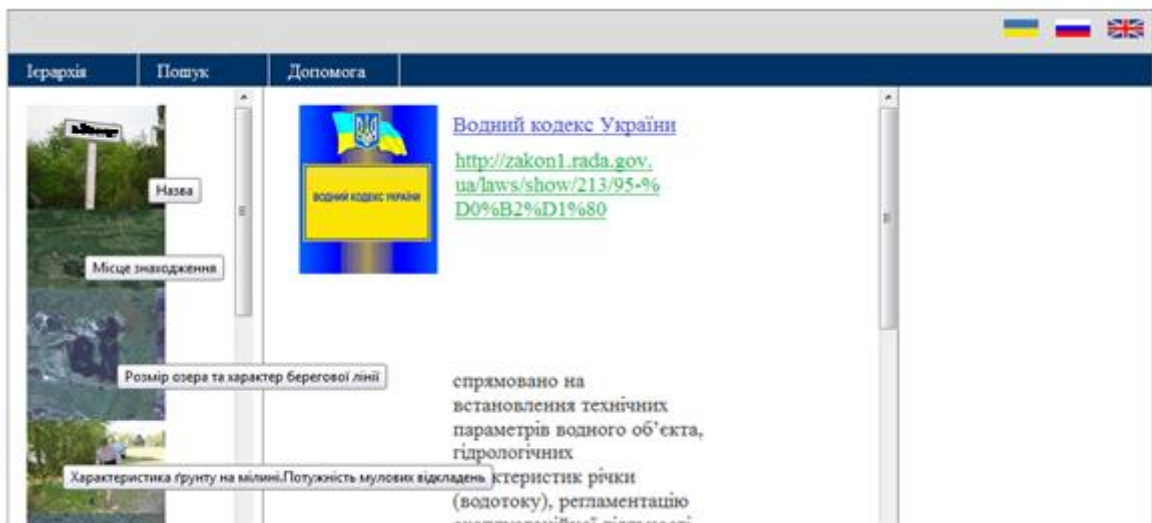 Ієрархія
Пошук
Допомога
Назва
Місце знаходження
Розмір озера та характер берегової лінії
Характеристика ґрунту на мілині.Потужність мулових відкладень
ВОДНИЙ КОДЕКС УКРАЇНИ
Водний кодекс України
http://zakon1.rada.gov.
ua/laws/show/213/95-%
D0%B2%D1%80
спрямовано на
встановлення технічних
параметрів водного об’єкта,
гідрологічних
ктеристик річки
(водотоку), регламентацію